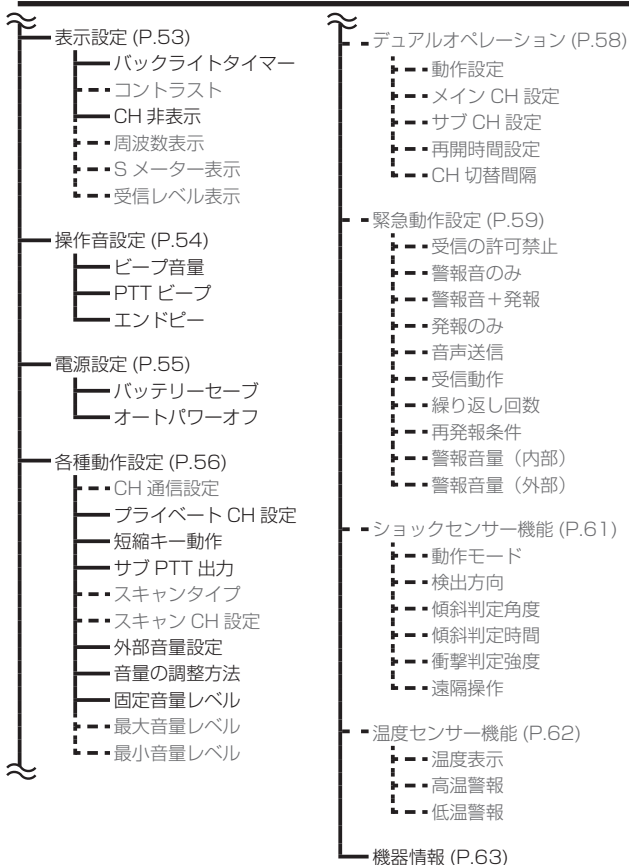 表示設定 (P.53)
バックライトタイマー
コントラスト
CH 非表示
周波数表示
S メーター表示
受信レベル表示
操作音設定 (P.54)
ビープ音量
PTT ビープ
エンドピー
電源設定 (P.55)
バッテリーセーブ
オートパワーオフ
各種動作設定 (P.56)
CH 通信設定
プライベート CH 設定
短縮キー動作
サブ PTT 出力
スキャンタイプ
スキャン CH 設定
外部音量設定
音量の調整方法
固定音量レベル
最大音量レベル
最小音量レベル
デュアルオペレーション (P.58)
動作設定
メイン CH 設定
サブ CH 設定
再開時間設定
CH 切替間隔
緊急動作設定 (P.59)
受信の許可禁止
警報音のみ
警報音＋発報
発報のみ
音声送信
受信動作
繰り返し回数
再発報条件
警報音量（内部）
警報音量（外部）
ショックセンサー機能 (P.61)
動作モード
検出方向
傾斜判定角度
傾斜判定時間
衝撃判定強度
遠隔操作
温度センサー機能 (P.62)
温度表示
高温警報
低温警報
機器情報 (P.63)